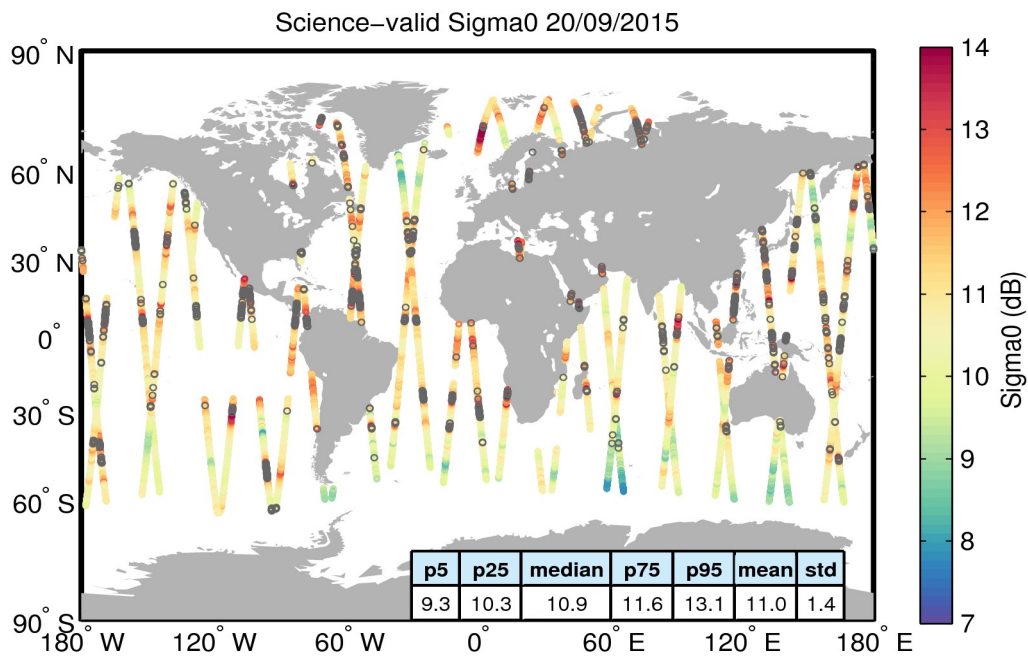 Science−valid Sigma0 20/09/2015
90° N
60° N
30° N
0°
30° S
60° S
90° S
180° W
120° W
60° W
0°
60° E
120° E
180° E
p5 p25 median p75 p95 mean std
9.3 10.3 10.9 11.6 13.1 11.0 1.4
14
13
12
11
10
9
8
7
Sigma0 (dB)